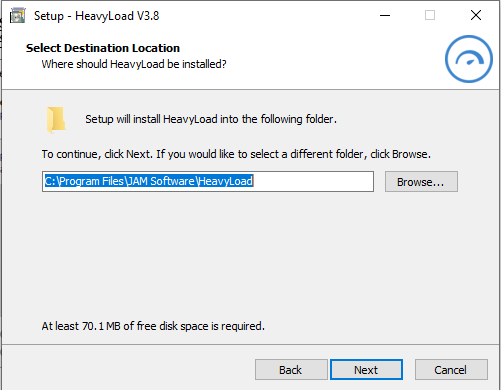 Setup - HeavyLoad V3.8
Select Destination Location
Where should HeavyLoad be installed?
Setup will install HeavyLoad into the following folder.
To continue, click Next. If you would like to select a different folder, click Browse.
C:\Program Files\JAM Software\HeavyLoad
Browse...
At least 70.1 MB of free disk space is required.
Back
Next
Cancel